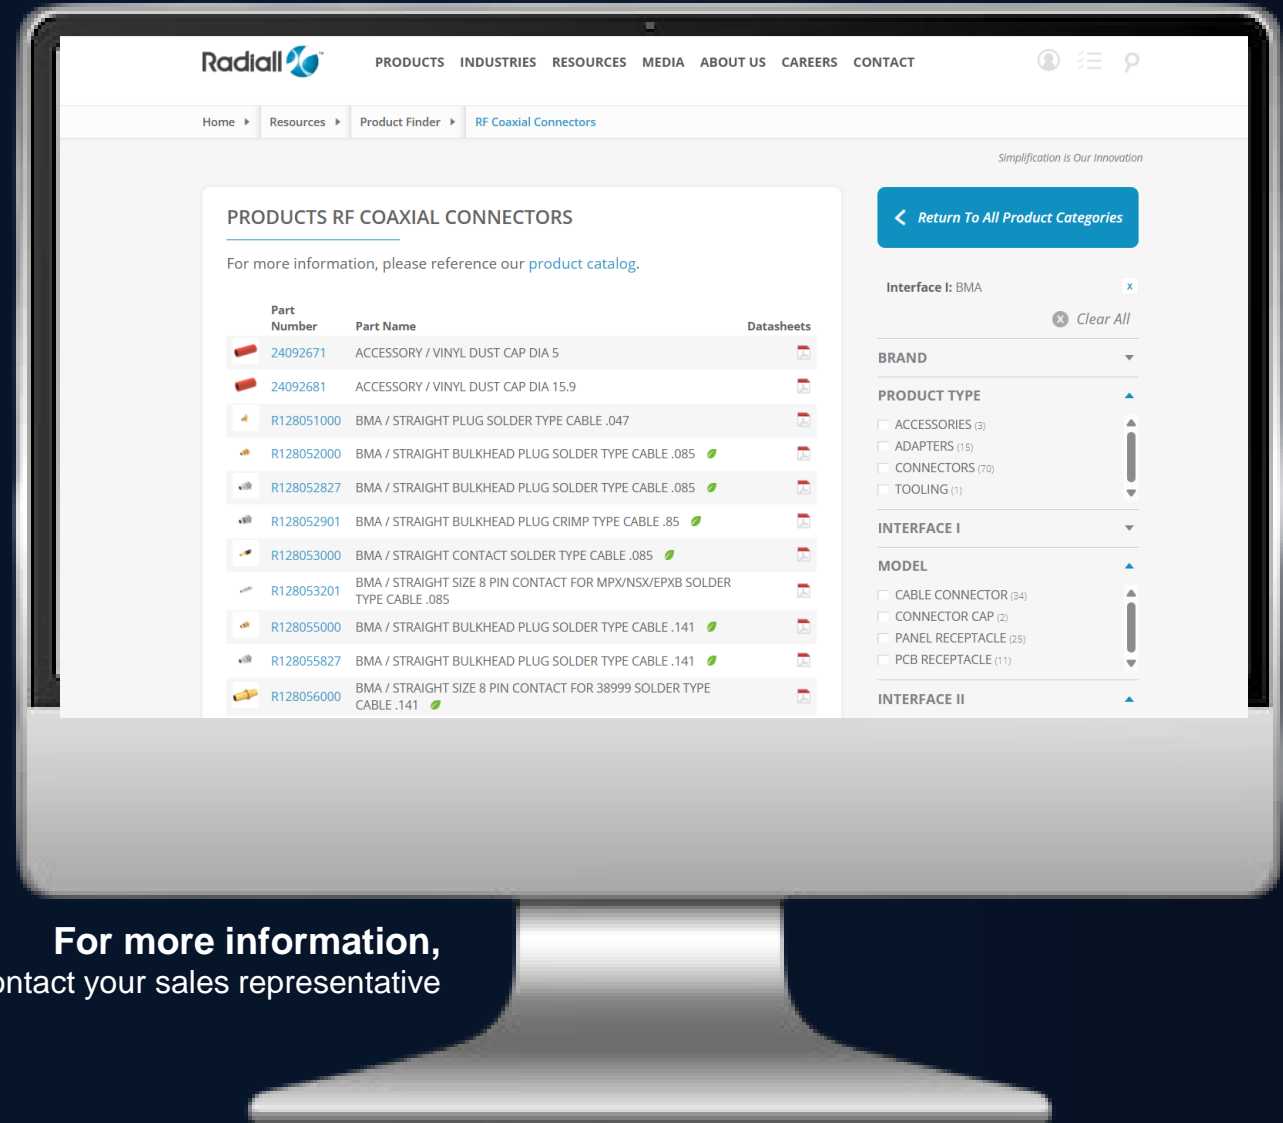 Radiall
PRODUCTS INDUSTRIES RESOURCES MEDIA ABOUT US CAREERS CONTACT
Home Resources Product Finder RF Coaxial Connectors
Simplification is Our Innovation
PRODUCTS RF COAXIAL CONNECTORS
For more information, please reference our product catalog.
Part Number Part Name Datasheets
24092671 ACCESSORY / VINYL DUST CAP DIA 5
24092681 ACCESSORY / VINYL DUST CAP DIA 15.9
R128051000 BMA / STRAIGHT PLUG SOLDER TYPE CABLE .047
R128052000 BMA / STRAIGHT BULKHEAD PLUG SOLDER TYPE CABLE .085
R128052827 BMA / STRAIGHT BULKHEAD PLUG SOLDER TYPE CABLE .085
R128052901 BMA / STRAIGHT BULKHEAD PLUG CRIMP TYPE CABLE .85
R128053000 BMA / STRAIGHT CONTACT SOLDER TYPE CABLE .085
R128053201 BMA / STRAIGHT SIZE 8 PIN CONTACT FOR MPX/NSX/EPXB SOLDER
TYPE CABLE .085
R128055000 BMA / STRAIGHT BULKHEAD PLUG SOLDER TYPE CABLE .141
R128055827 BMA / STRAIGHT BULKHEAD PLUG SOLDER TYPE CABLE .141
R128056000 BMA / STRAIGHT SIZE 8 PIN CONTACT FOR 38999 SOLDER TYPE
CABLE .141
Return To All Product Categories
Interface I: BMA x
x Clear All
BRAND
PRODUCT TYPE
ACCESSORIES (3)
ADAPTERS (15)
CONNECTORS (70)
TOOLING (1)
INTERFACE I
MODEL
CABLE CONNECTOR (34)
CONNECTOR CAP (2)
PANEL RECEPTACLE (25)
PCB RECEPTACLE (11)
INTERFACE II
For more information,
ontact your sales representative